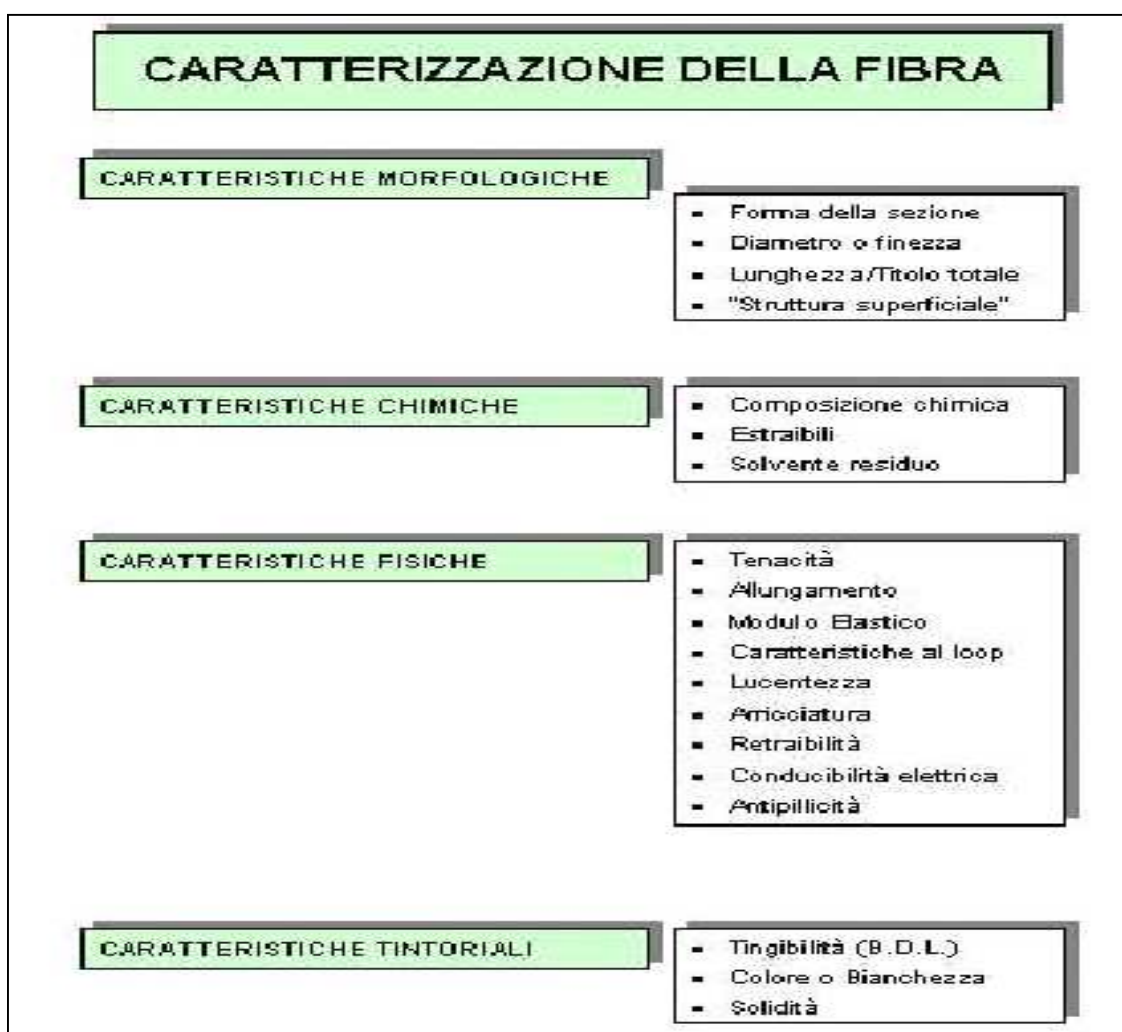 CARATTERIZZAZIONE DELLA FIBRA
CARATTERISTICHE MORFOLOGICHE
▪ Forma della sezione
▪ Diametro o finezza
▪ Lunghezza/Titolo totale
▪ "Struttura superficiale"
CARATTERISTICHE CHIMICHE
▪ Composizione chimica
▪ Estraibili
▪ Solvente residuo
CARATTERISTICHE FISICHE
▪ Tenacità
▪ Allungamento
▪ Modulo Elastico
▪ Caratteristiche al loop
▪ Lucentezza
▪ Arricciatura
▪ Retraibilità
▪ Conducibilità elettrica
▪ Antipillicità
CARATTERISTICHE TINTORIALI
▪ Tingibilità (B.D.L.)
▪ Colore o Bianchezza
▪ Solidità